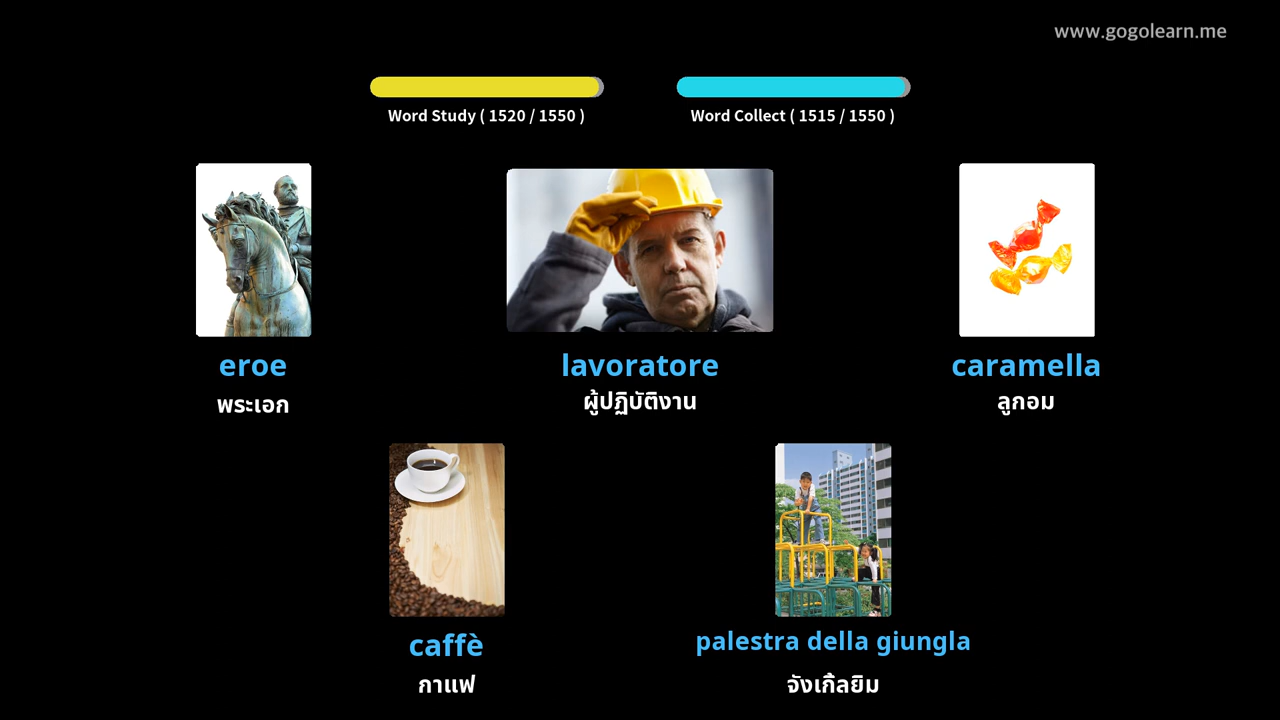 www.gogolearn.me
Word Study ( 1520 / 1550 )
Word Collect ( 1515 / 1550 )
eroe
lavoratore
caramella
พระเอก
ผู้ปฏิบัติงาน
ลูกอม
caffè
palestra della giungla
กาแฟ
จังเกิ้ลยิม